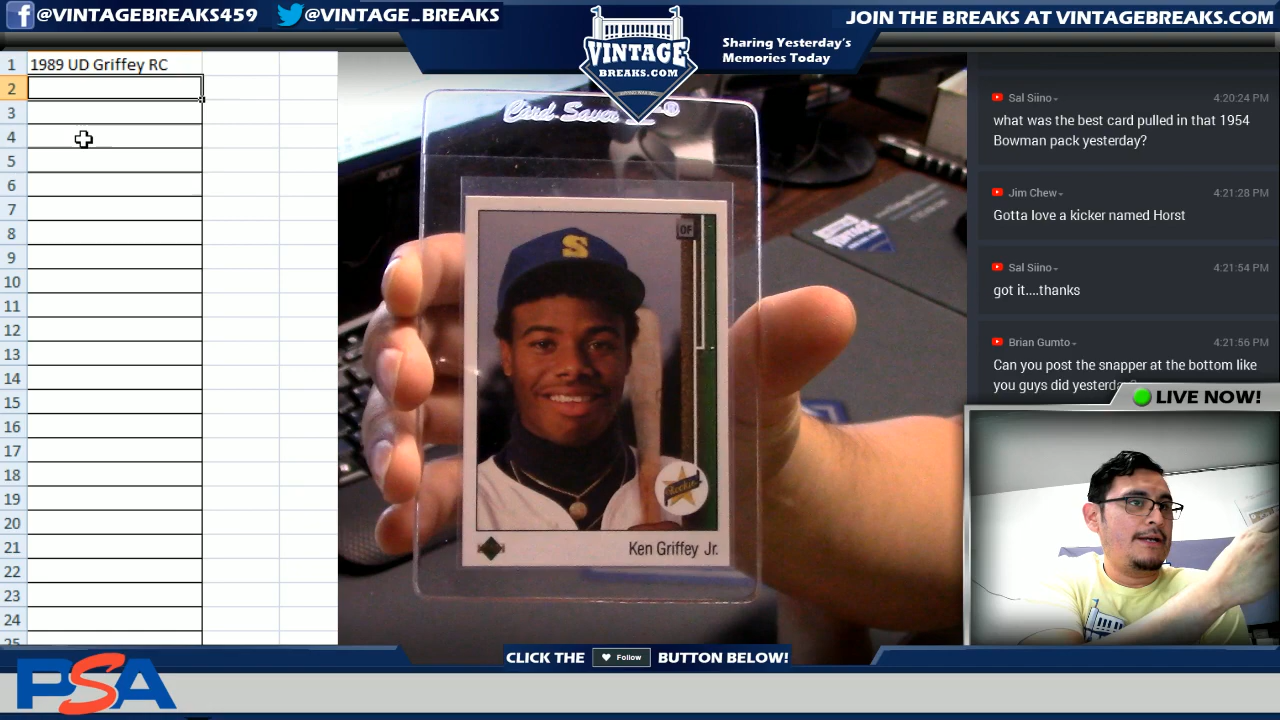 @VINTAGEBREAKS459
@VINTAGE_BREAKS
VINTAGE
BREAKS.COM
Sharing Yesterday's
Memories Today
JOIN THE BREAKS AT VINTAGEBREAKS.COM
1 1989 UD Griffey RC
2
3
4
5
6
7
8
9
10
11
12
13
14
15
16
17
18
19
20
21
22
23
24
25
Card-Saver
OF
S
Rookie
Ken Griffey Jr.
VINTAGE
Sal Siino 4:20:24 PM
what was the best card pulled in that 1954
Bowman pack yesterday?
Jim Chew 4:21:28 PM
Gotta love a kicker named Horst
Sal Siino 4:21:54 PM
got it....thanks
Brian Gumto 4:21:56 PM
Can you post the snapper at the bottom like
you guys did
LIVE NOW!
CLICK THE Follow BUTTON BELOW!
PSA